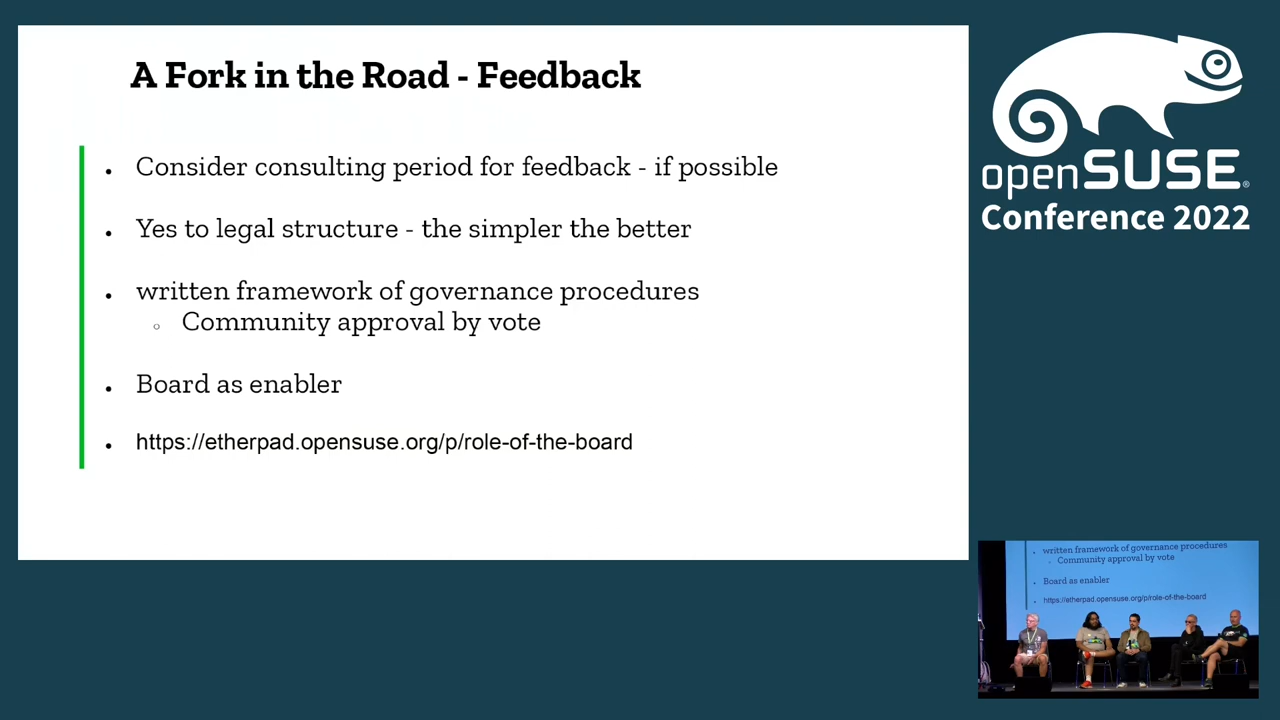 A Fork in the Road - Feedback
Consider consulting period for feedback - if possible
Yes to legal structure - the simpler the better
written framework of governance procedures
Community approval by vote
Board as enabler
https://etherpad.opensuse.org/p/role-of-the-board
openSUSE®
Conference 2022
written framework of governance procedures
Community approval by vote
Board as enabler
https://etherpad.opensuse.org/p/role-of-the-board